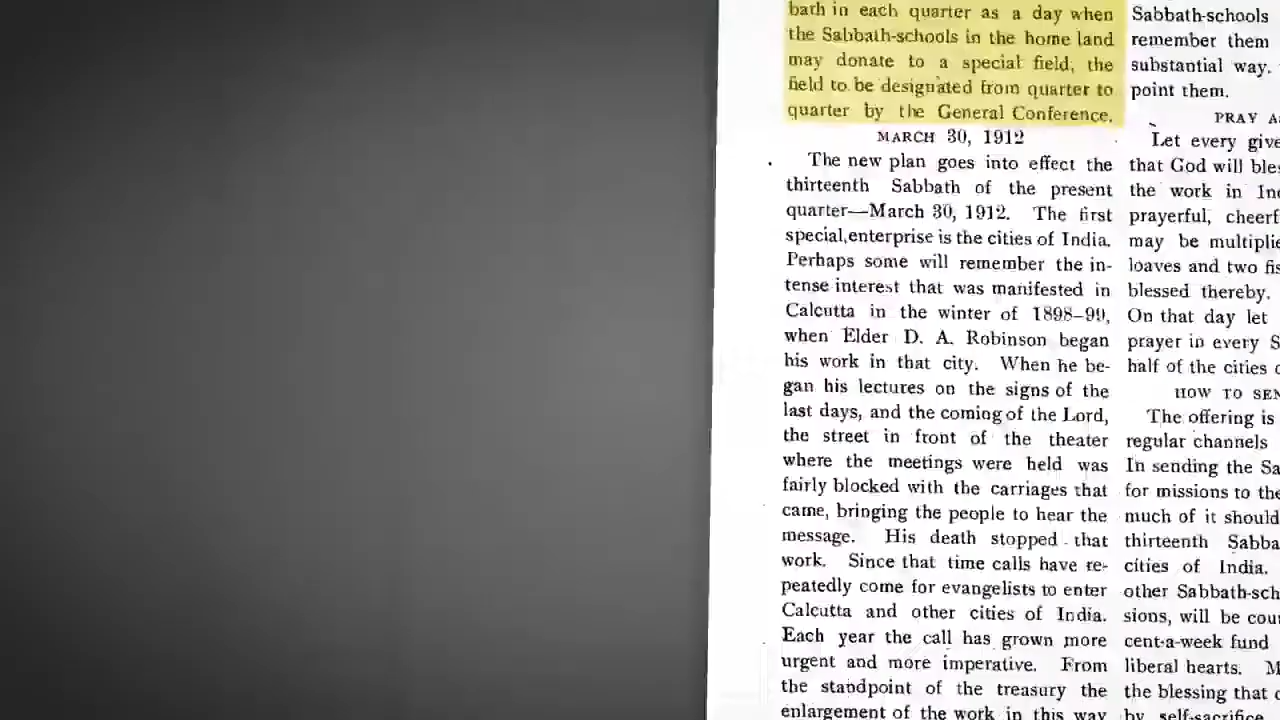 bath in each quarter as a day when
the Sabbath-schools in the home land
may donate to a special field, the
field to be designated from quarter to
quarter by the General Conference.
MARCH 30, 1912
The new plan goes into effect the
thirteenth Sabbath of the present
quarter—March 30, 1912. The first
special enterprise is the cities of India.
Perhaps some will remember the in-
tense interest that was manifested in
Calcutta in the winter of 1898-99,
when Elder D. A. Robinson began
his work in that city. When he be-
gan his lectures on the signs of the
last days, and the coming of the Lord,
the street in front of the theater
where the meetings were held was
fairly blocked with the carriages that
came, bringing the people to hear the
message. His death stopped that
work. Since that time calls have re-
peatedly come for evangelists to enter
Calcutta and other cities of India.
Each year the call has grown more
urgent and more imperative. From
the standpoint of the treasury the
enlargement of the work in this way
Sabbath-schools
remember them
substantial way.
point them.
PRAY
Let every
that God will
the work in
prayerful,
may be
loaves and two
blessed thereby.
On that day let
prayer in every
half of the cities
HOW TO
The offering is
regular channels
In sending the
for missions to the
much of it should
thirteenth
cities of India.
other
will be
cent-a-week fund
liberal hearts.
the blessing that
by self-sacrifice